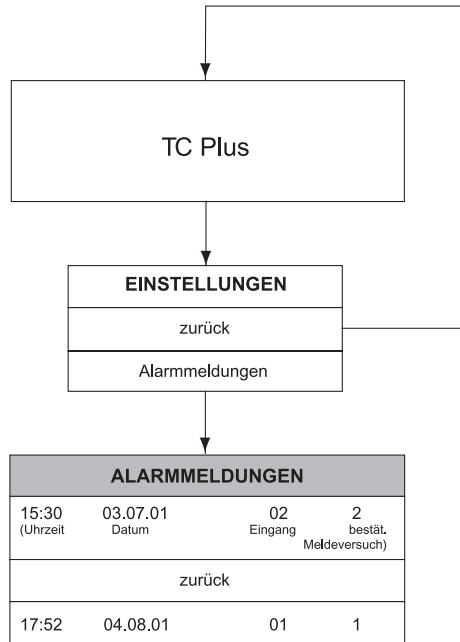 TC Plus
EINSTELLUNGEN
zurück
Alarmmeldungen
ALARMMELDUNGEN
15:30 03.07.01 02 2
(Uhrzeit Datum Eingang bestät.
Meldeversuch)
zurück
17:52 04.08.01 01 1